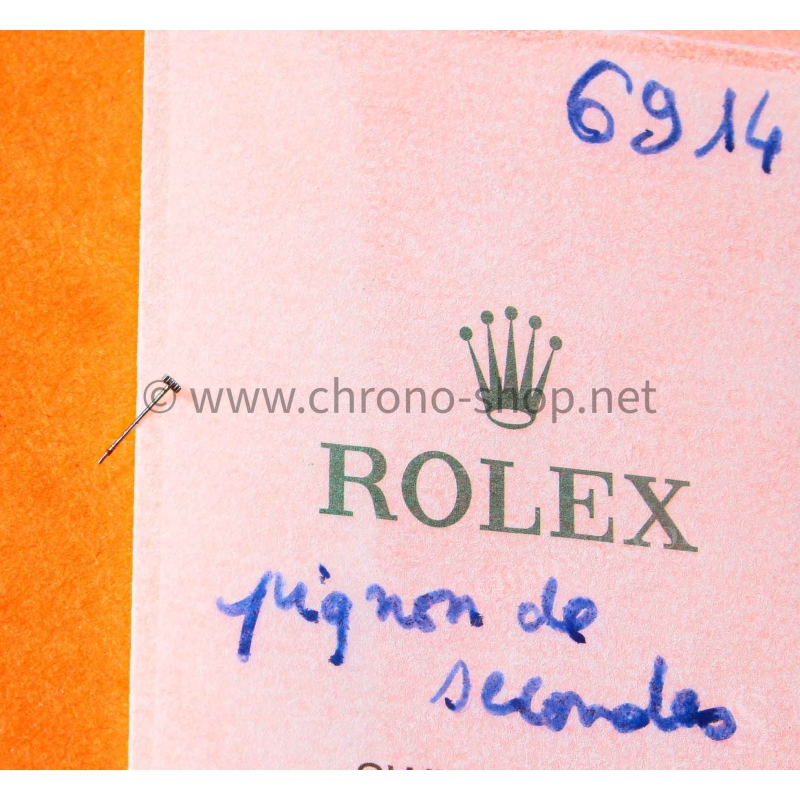 6914
© www.chrono-shop.net
ROLEX
pignon de
secondes